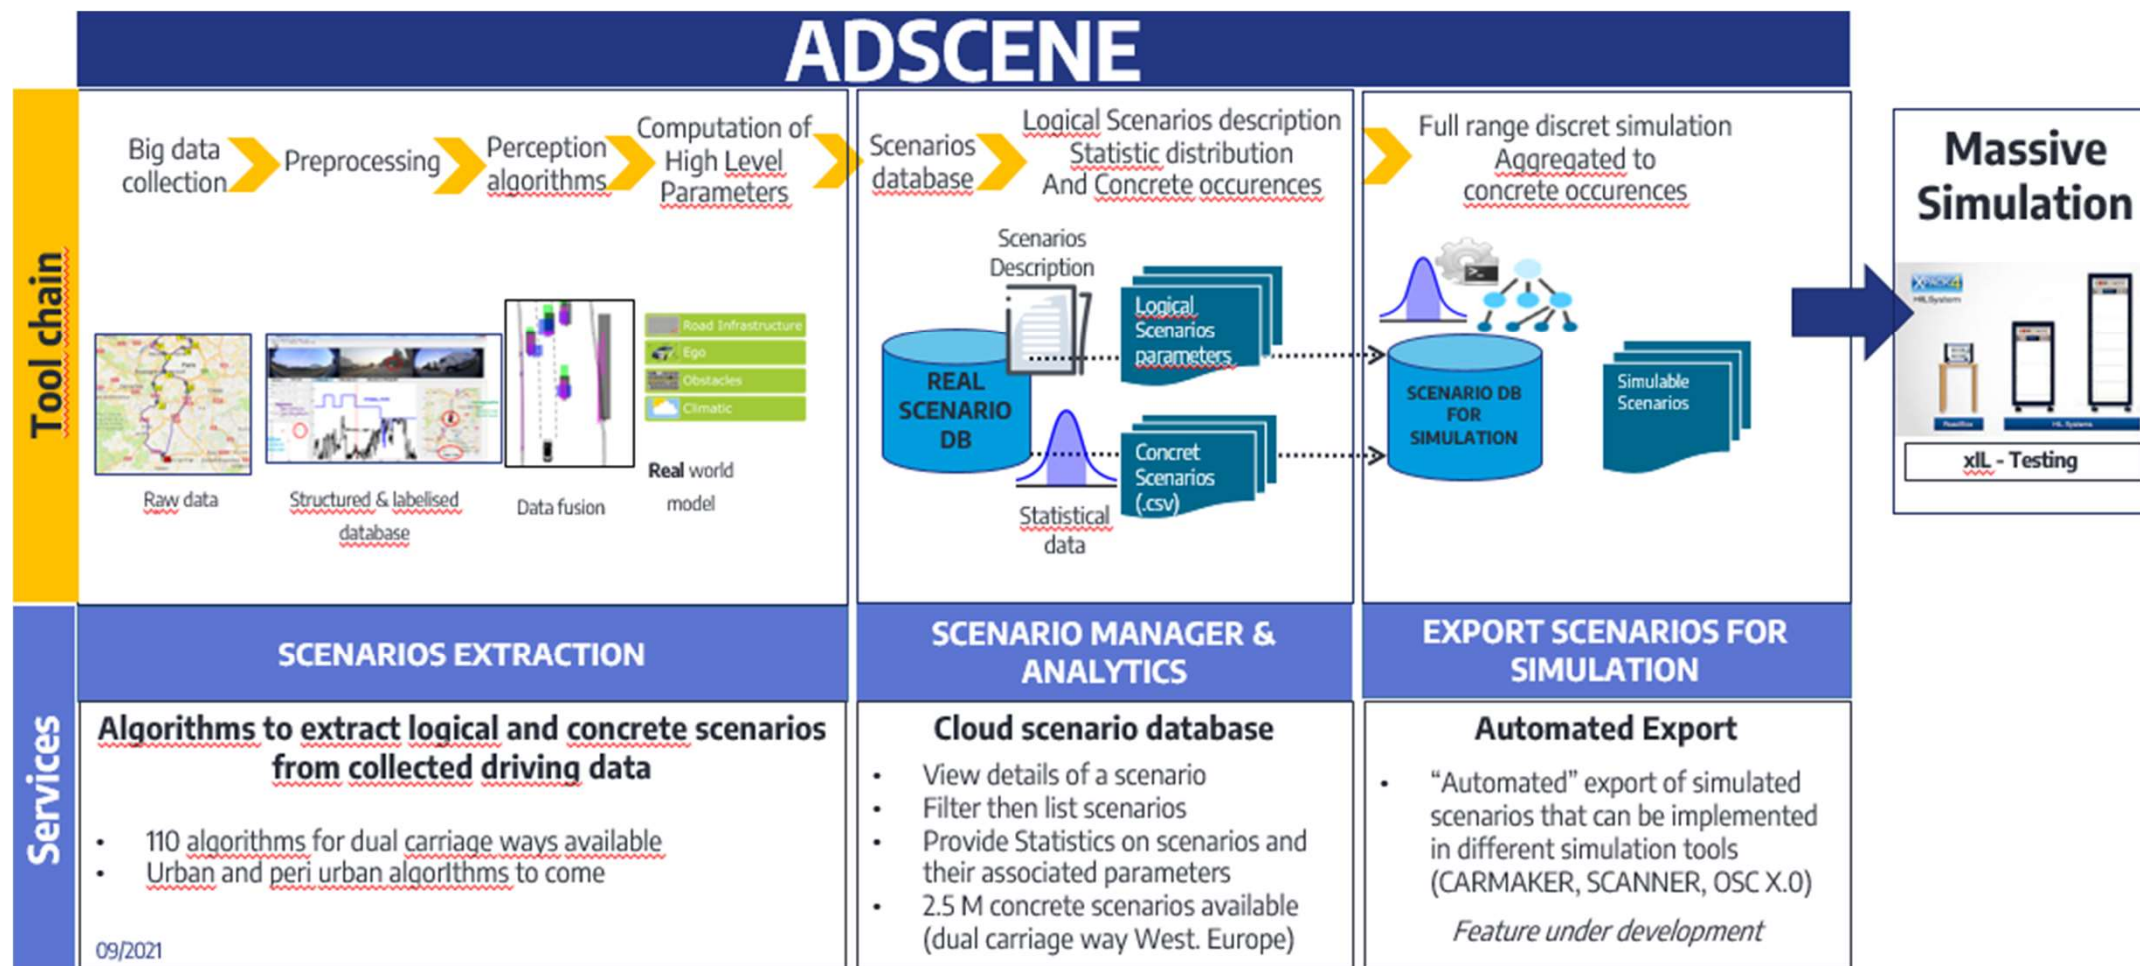 ADSCENE
Tool chain
Big data
collection
Preprocessing
Perception
algorithms
Computation of
High Level
Parameters
Raw data
Structured & labelised
database
Data fusion
Road Infrastructure
Ego
Obstacles
Climatic
Real world
model
Scenarios
database
Logical Scenarios description
Statistic distribution
And Concrete occurences
Scenarios
Description
REAL
SCENARIO
DB
Logical
Scenarios
parameters
Concret
Scenarios
(.csv)
Statistical
data
Full range discret simulation
Aggregated to
concrete occurences
SCENARIO DB
FOR
SIMULATION
Simulable
Scenarios
Massive
Simulation
XPACK4
HILSystem
HIL Systems
xIL - Testing
Services
SCENARIOS EXTRACTION
Algorithms to extract logical and concrete scenarios
from collected driving data
• 110 algorithms for dual carriage ways available
• Urban and peri urban algorIthms to come
09/2021
SCENARIO MANAGER &
ANALYTICS
Cloud scenario database
• View details of a scenario
• Filter then list scenarios
• Provide Statistics on scenarios and
their associated parameters
• 2.5 M concrete scenarios available
(dual carriage way West. Europe)
EXPORT SCENARIOS FOR
SIMULATION
Automated Export
• “Automated” export of simulated
scenarios that can be implemented
in different simulation tools
(CARMAKER, SCANNER, OSC X.0)
Feature under development